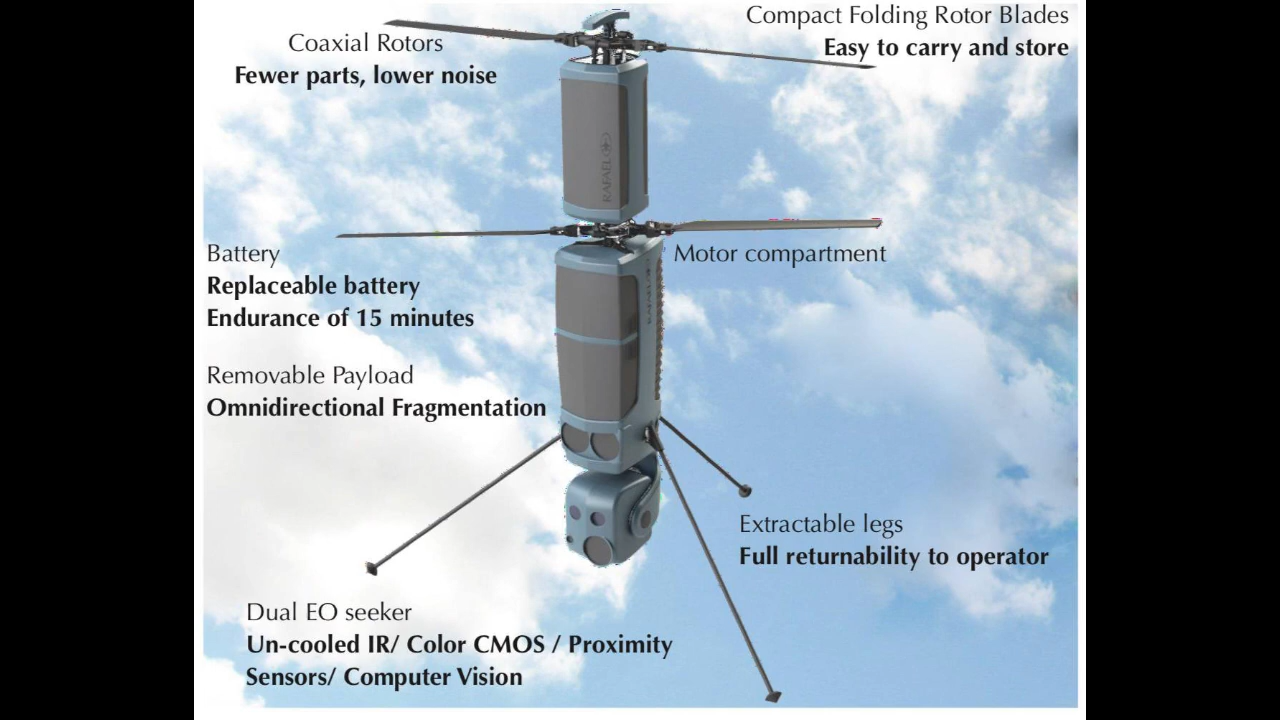 Coaxial Rotors
Fewer parts, lower noise
Compact Folding Rotor Blades
Easy to carry and store
RAFAEL
Battery
Replaceable battery
Endurance of 15 minutes
Motor compartment
RAFAEL
Removable Payload
Omnidirectional Fragmentation
Extractable legs
Full returnability to operator
Dual EO seeker
Un-cooled IR/ Color CMOS / Proximity
Sensors/ Computer Vision